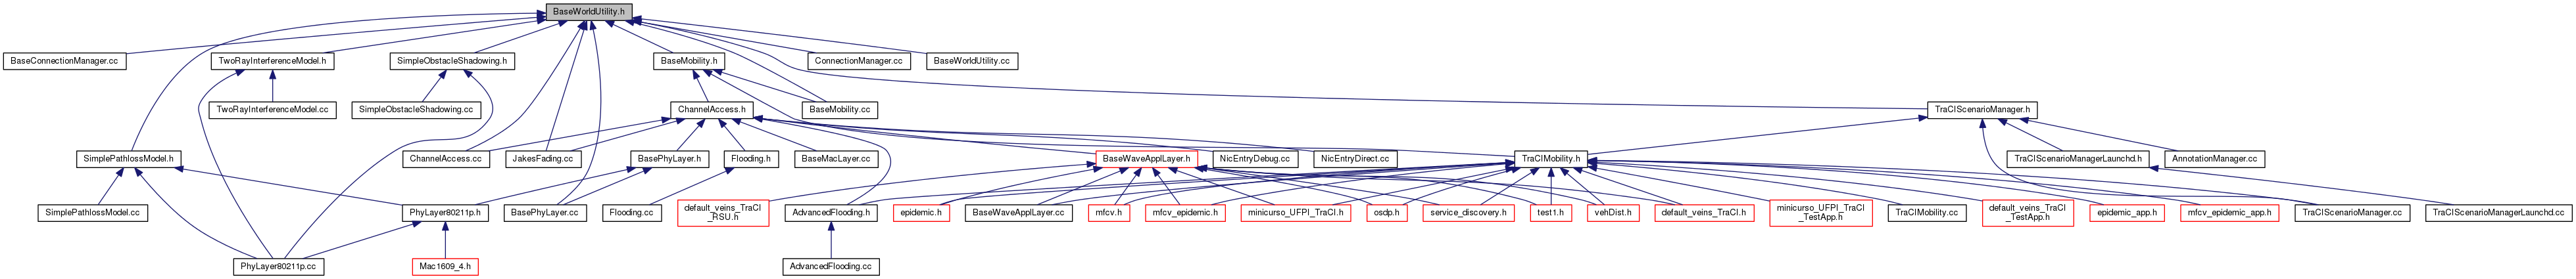 BaseWorldUtility.h
BaseConnectionManager.cc
TwoRayInterferenceModel.h
SimpleObstacleShadowing.h
BaseMobility.h
ConnectionManager.cc
BaseWorldUtility.cc
TwoRayInterferenceModel.cc
SimpleObstacleShadowing.cc
ChannelAccess.h
BaseMobility.cc
TraCIScenarioManager.h
SimplePathlossModel.h
ChannelAccess.cc
JakesFading.cc
BasePhyLayer.h
Flooding.h
BaseMacLayer.cc
BaseWaveApplLayer.h
NicEntryDebug.cc
NicEntryDirect.cc
TraCIMobility.h
TraCIScenarioManagerLaunchd.h
AnnotationManager.cc
SimplePathlossModel.cc
PhyLayer80211p.h
BasePhyLayer.cc
Flooding.cc
default_veins_TraCI
_RSU.h
AdvancedFlooding.h
epidemic.h
BaseWaveApplLayer.cc
mfcv.h
mfcv_epidemic.h
minicurso_UFPI_TraCI.h
osdp.h
service_discovery.h
test1.h
vehDist.h
default_veins_TraCI.h
minicurso_UFPI_TraCI
_TestApp.h
TraCIMobility.cc
default_veins_TraCI
_TestApp.h
epidemic_app.h
mfcv_epidemic_app.h
TraCIScenarioManager.cc
TraCIScenarioManagerLaunchd.cc
PhyLayer80211p.cc
Mac1609_4.h
AdvancedFlooding.cc